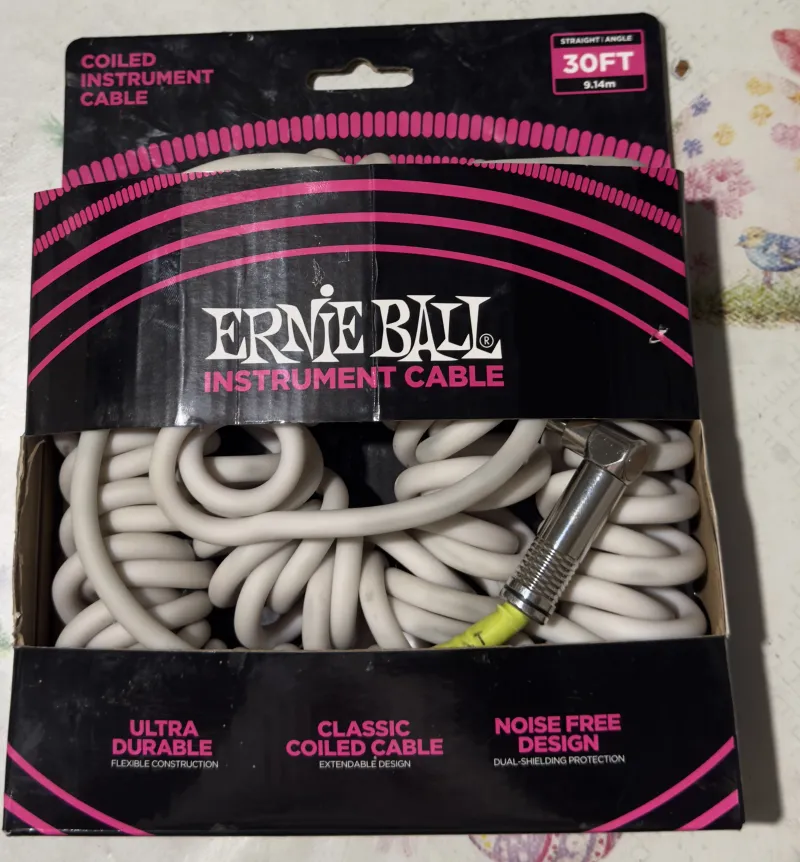 COILED
INSTRUMENT
CABLE
STRAIGHT | ANGLE
30FT
9.14m
ERNIE BALL®
INSTRUMENT CABLE
ULTRA
DURABLE
FLEXIBLE CONSTRUCTION
CLASSIC
COILED CABLE
EXTENDABLE DESIGN
NOISE FREE
DESIGN
DUAL-SHIELDING PROTECTION